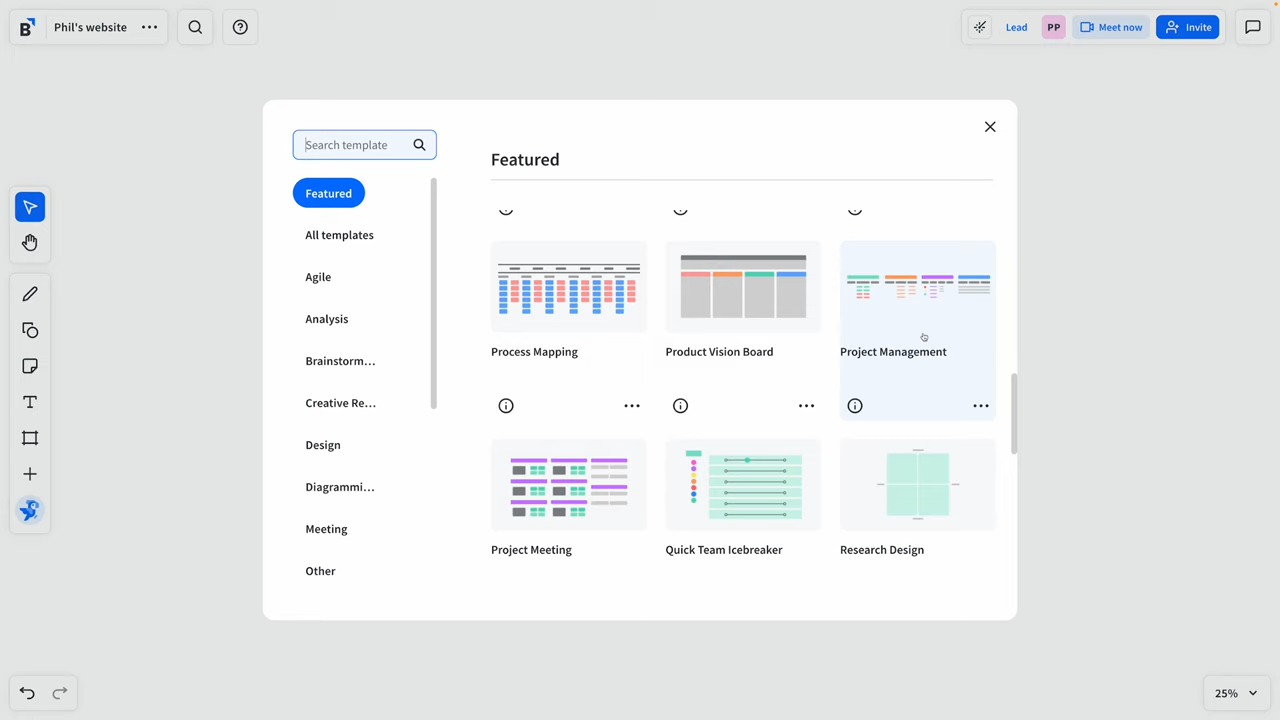 Phil's website
Lead
PP
Meet now
Invite
Search template
Featured
All templates
Agile
Analysis
Brainstorm...
Creative Re...
Design
Diagrammi...
Meeting
Other
Featured
Process Mapping
Product Vision Board
Project Management
Project Meeting
Quick Team Icebreaker
Research Design
25%